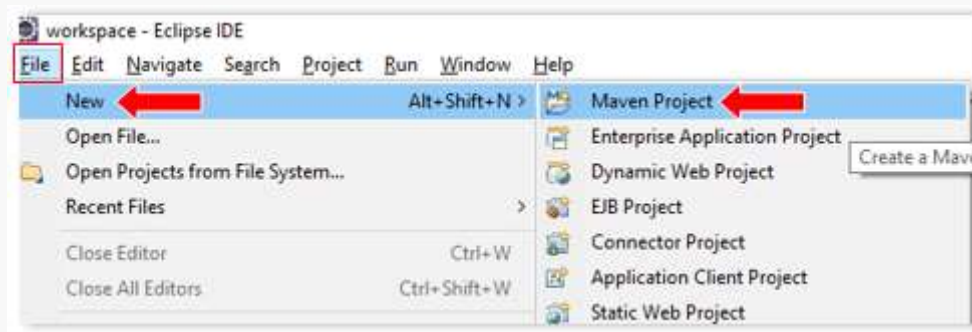 workspace - Eclipse IDE
File Edit Navigate Search Project Run Window Help
New Alt+Shift+N >
Open File...
Open Projects from File System...
Recent Files >
Close Editor Ctrl+W
Close All Editors Ctrl+Shift+W
Maven Project
Enterprise Application Project
Create a Mav
Dynamic Web Project
EJB Project
Connector Project
Application Client Project
Static Web Project